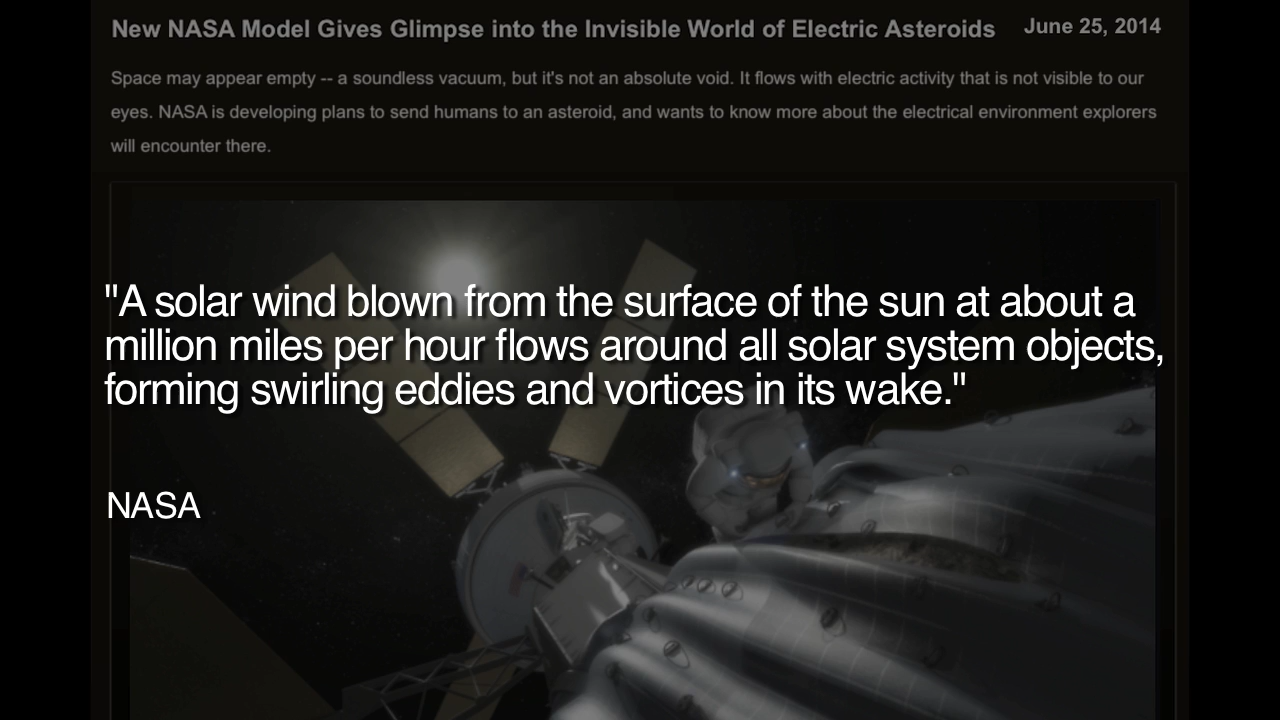 New NASA Model Gives Glimpse into the Invisible World of Electric Asteroids June 25, 2014
Space may appear empty -- a soundless vacuum, but it's not an absolute void. It flows with electric activity that is not visible to our
eyes. NASA is developing plans to send humans to an asteroid, and wants to know more about the electrical environment explorers
will encounter there.
"A solar wind blown from the surface of the sun at about a
million miles per hour flows around all solar system objects,
forming swirling eddies and vortices in its wake."
NASA